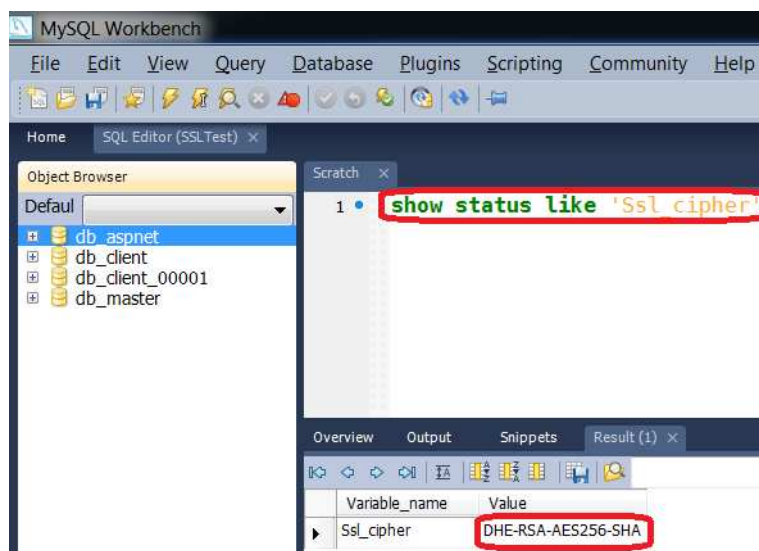 MySQL Workbench
File Edit View Query Database Plugins Scripting Community Help
Home SQL Editor (SSLTest) ×
Object Browser
Defaul
db_aspnet
db_client
db_client_00001
db_master
Scratch ×
1 show status like 'Ssl_cipher'
Overview Output Snippets Result (1) ×
Variable_name Value
Ssl_cipher DHE-RSA-AES256-SHA